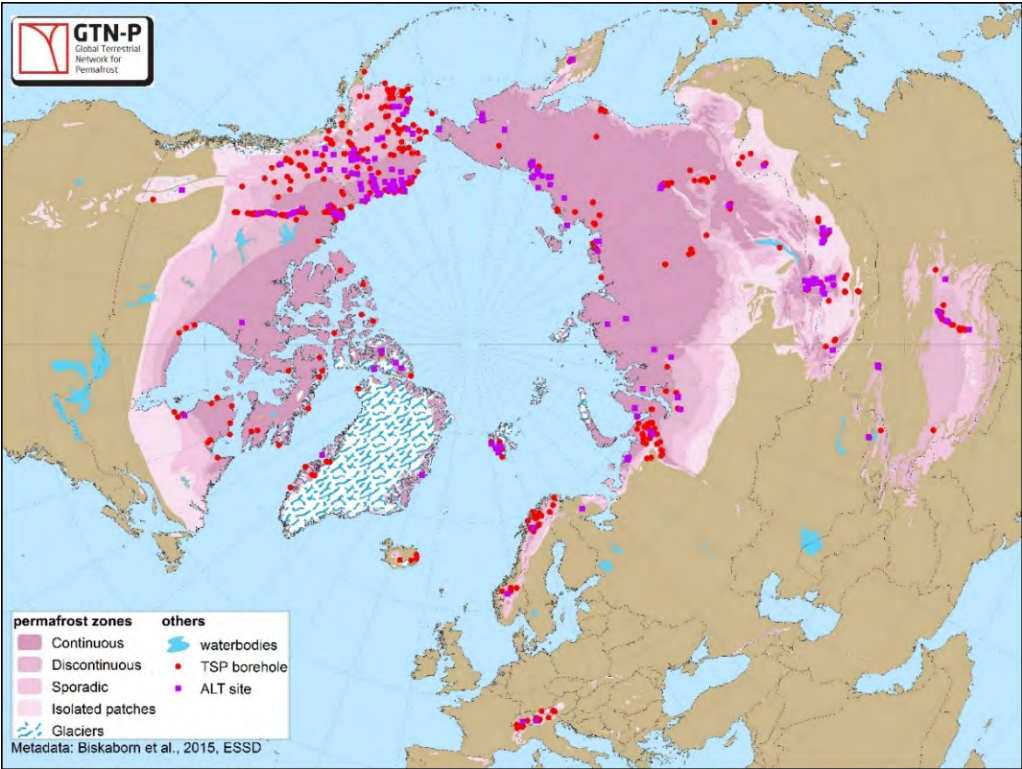 GTN-P
Global Terrestrial
Network for
Permafrost
permafrost zones
Continuous
Discontinuous
Sporadic
Isolated patches
Glaciers
others
waterbodies
TSP borehole
ALT site
Metadata: Biskaborn et al., 2015, ESSD